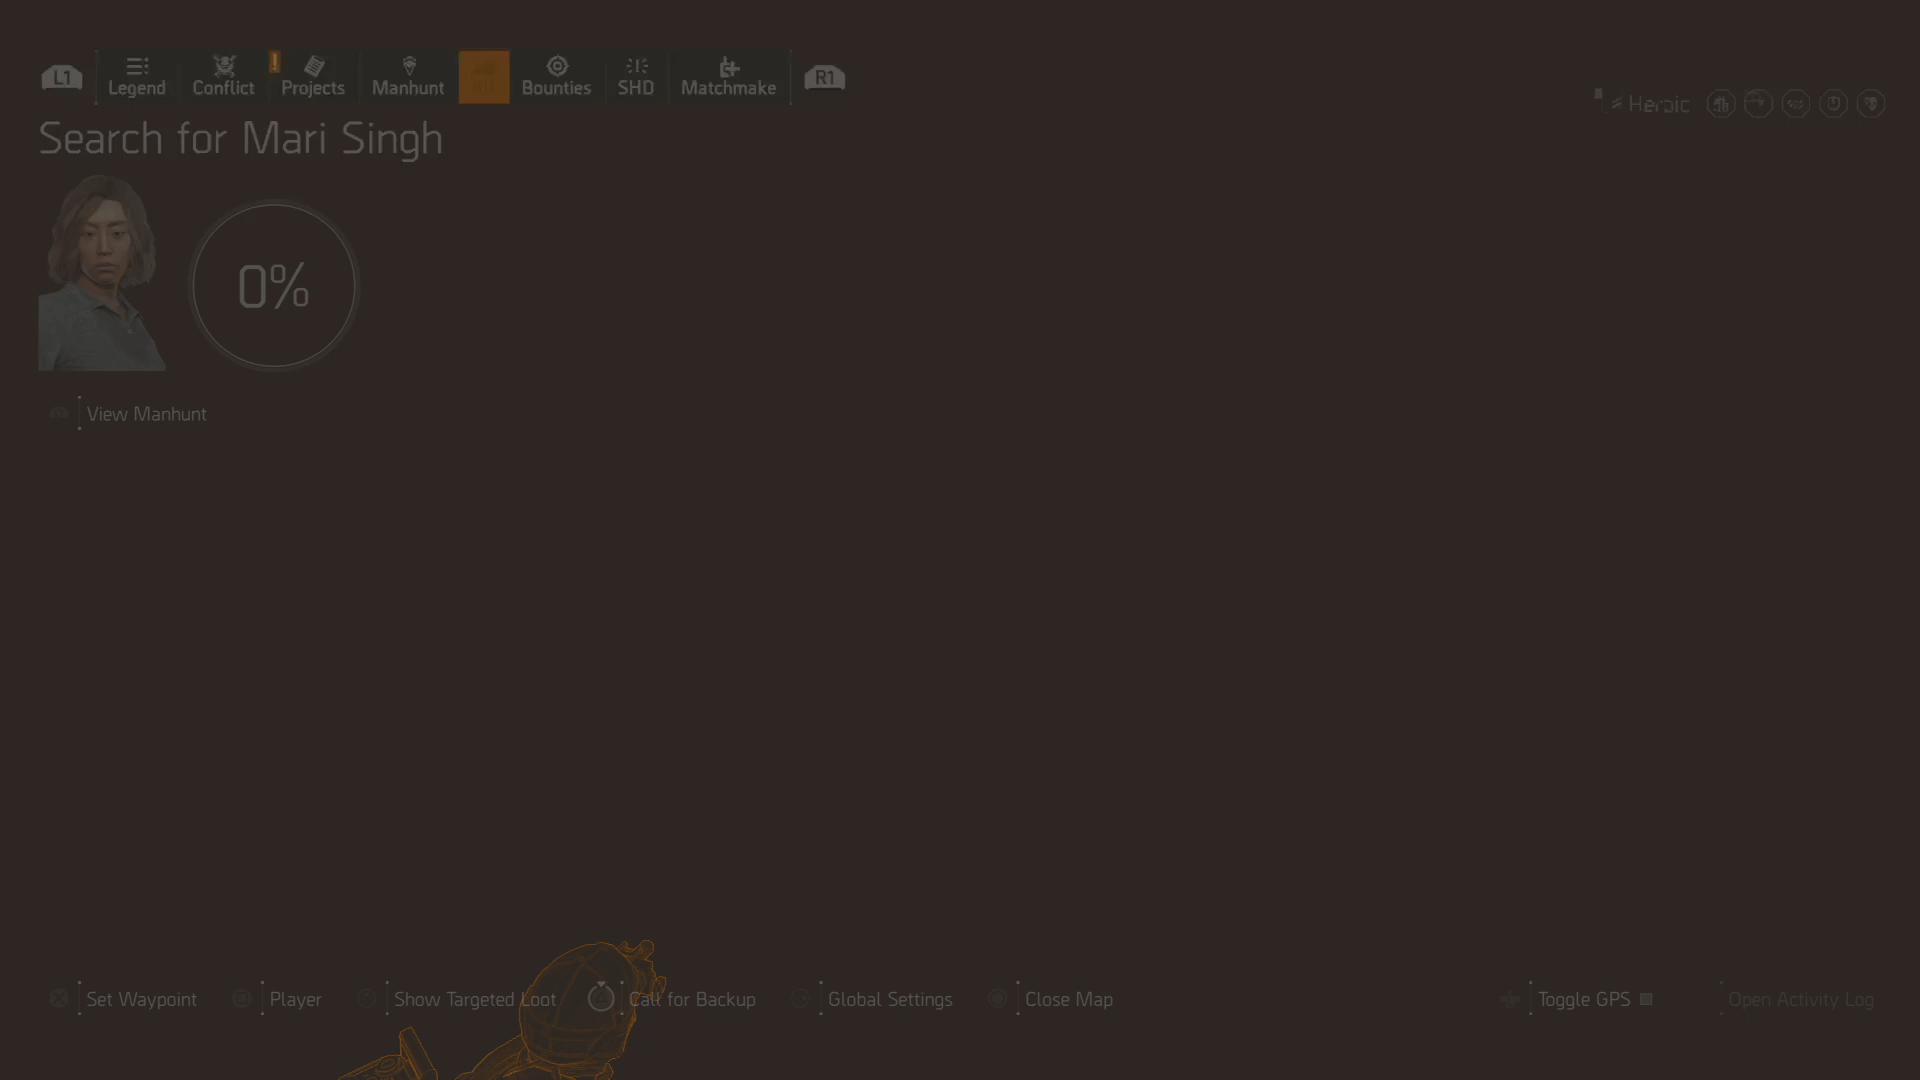 L1
Legend
Conflict
!
Projects
Manhunt
Bounties
SHD
Matchmake
R1
Heroic
Search for Mari Singh
0%
View Manhunt
Set Waypoint
Player
Show Targeted Loot
Call for Backup
Global Settings
Close Map
Toggle GPS
Open Activity Log